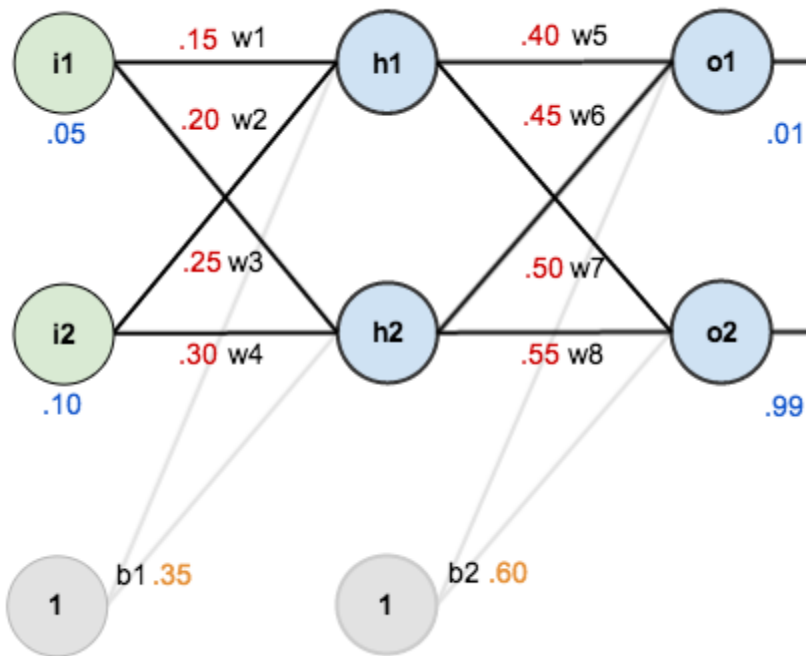 .15 w1
.40 w5
i1
h1
o1
.20 w2
.45 w6
.05
.01
.25 w3
.50 w7
i2
h2
o2
.30 w4
.55 w8
.10
.99
b1 .35
b2 .60
1
1